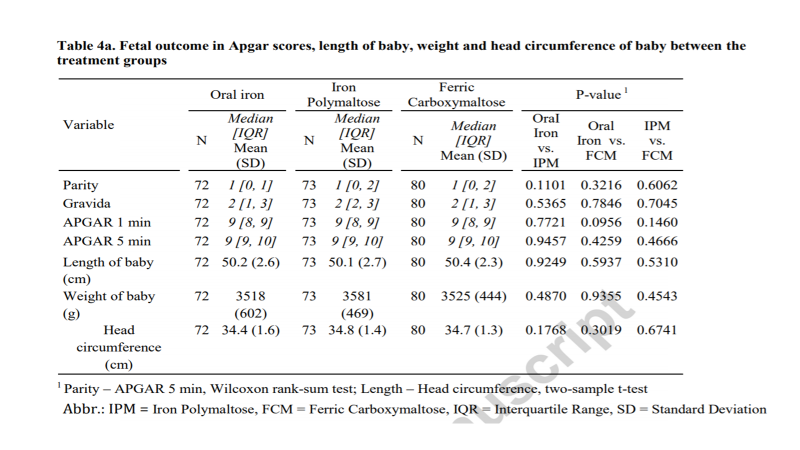 Table 4a. Fetal outcome in Apgar scores, length of baby, weight and head circumference of baby between the
treatment groups
Variable Oral iron Iron Polymaltose Ferric Carboxymaltose P-value 1
N Median [IQR] Mean (SD) N Median [IQR] Mean (SD) N Median [IQR] Mean (SD) Oral Iron vs. IPM Oral Iron vs. FCM IPM vs. FCM
Parity 72 1 [0, 1] 73 1 [0, 2] 80 1 [0, 2] 0.1101 0.3216 0.6062
Gravida 72 2 [1, 3] 73 2 [2, 3] 80 2 [1, 3] 0.5365 0.7846 0.7045
APGAR 1 min 72 9 [8, 9] 73 9 [8, 9] 80 9 [8, 9] 0.7721 0.0956 0.1460
APGAR 5 min 72 9 [9, 10] 73 9 [9, 10] 80 9 [9, 10] 0.9457 0.4259 0.4666
Length of baby (cm) 72 50.2 (2.6) 73 50.1 (2.7) 80 50.4 (2.3) 0.9249 0.5937 0.5310
Weight of baby (g) 72 3518 (602) 73 3581 (469) 80 3525 (444) 0.4870 0.9355 0.4543
Head circumference (cm) 72 34.4 (1.6) 73 34.8 (1.4) 80 34.7 (1.3) 0.1768 0.3019 0.6741
1 Parity – APGAR 5 min, Wilcoxon rank-sum test; Length – Head circumference, two-sample t-test
Abbr.: IPM = Iron Polymaltose, FCM = Ferric Carboxymaltose, IQR = Interquartile Range, SD = Standard Deviation